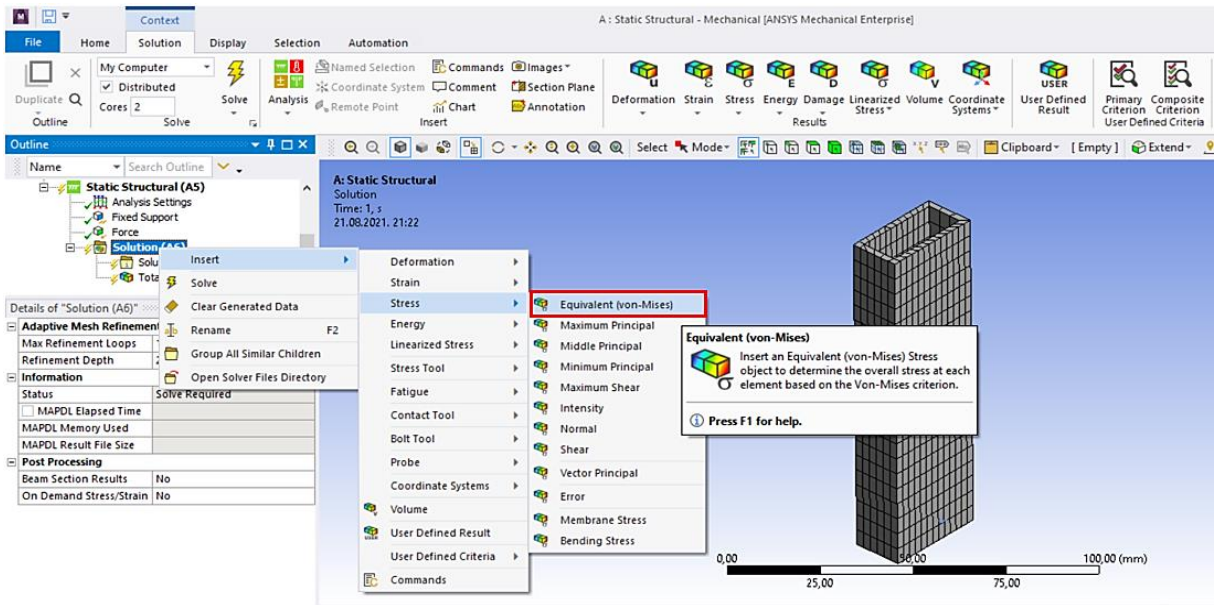 Context
A : Static Structural - Mechanical [ANSYS Mechanical Enterprise]
File Home Solution Display Selection Automation
Duplicate Q
Outline
My Computer
Distributed
Cores 2
Solve
Solve
Analysis
Named Selection
Coordinate System
Remote Point
Commands
Comment
Chart
Images
Section Plane
Annotation
Insert
u ε σ E D σ V
Deformation Strain Stress Energy Damage Linearized Stress Volume Coordinate Systems
Results
USER
User Defined Result
Primary Criterion
Composite Criterion
User Defined Criteria
Outline
Name Search Outline
Select Mode Clipboard [ Empty ] Extend
Static Structural (A5)
Analysis Settings
Fixed Support
Force
Solution (A6)
Solu
Tota
Details of "Solution (A6)"
Adaptive Mesh Refinemen
Max Refinement Loops
Refinement Depth
Information
Status Solve Required
MAPDL Elapsed Time
MAPDL Memory Used
MAPDL Result File Size
Post Processing
Beam Section Results No
On Demand Stress/Strain No
Insert
Solve
Clear Generated Data
Rename F2
Group All Similar Children
Open Solver Files Directory
Deformation
Strain
Stress
Energy
Linearized Stress
Stress Tool
Fatigue
Contact Tool
Bolt Tool
Probe
Coordinate Systems
Volume
User Defined Result
User Defined Criteria
Commands
Equivalent (von-Mises)
Maximum Principal
Middle Principal
Minimum Principal
Maximum Shear
Intensity
Normal
Shear
Vector Principal
Error
Membrane Stress
Bending Stress
Equivalent (von-Mises)
Insert an Equivalent (von-Mises) Stress
object to determine the overall stress at each
element based on the Von-Mises criterion.
Press F1 for help.
A: Static Structural
Solution
Time: 1, s
21.08.2021. 21:22
0,00 50,00 100,00 (mm)
25,00 75,00